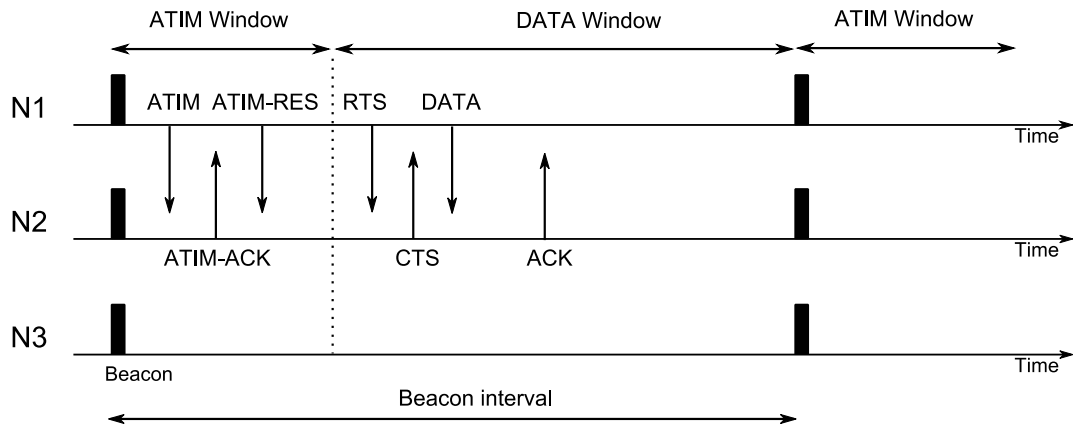 ATIM Window
DATA Window
ATIM Window
N1
ATIM
ATIM-RES
RTS
DATA
Time
N2
ATIM-ACK
CTS
ACK
Time
N3
Beacon
Time
Beacon interval